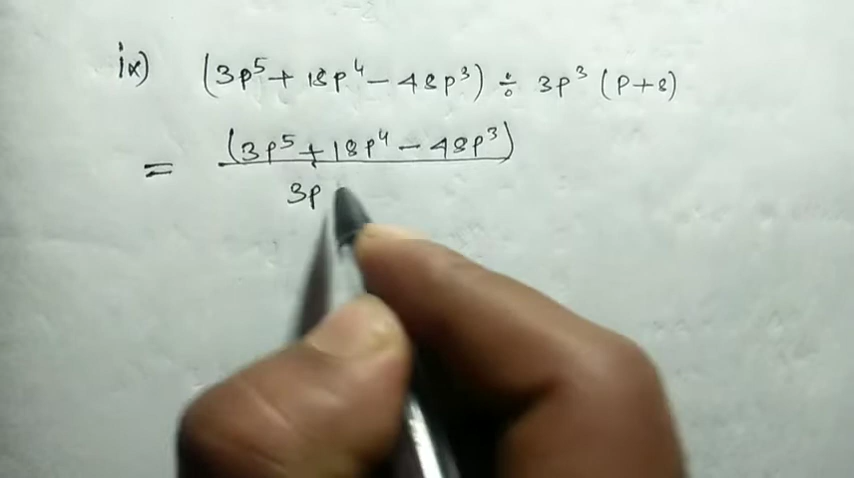 ix) (3p⁵ + 18p⁴ – 48p³) ÷ 3p³ (P+8)
= (3p⁵ + 18p⁴ – 48p³)
3p